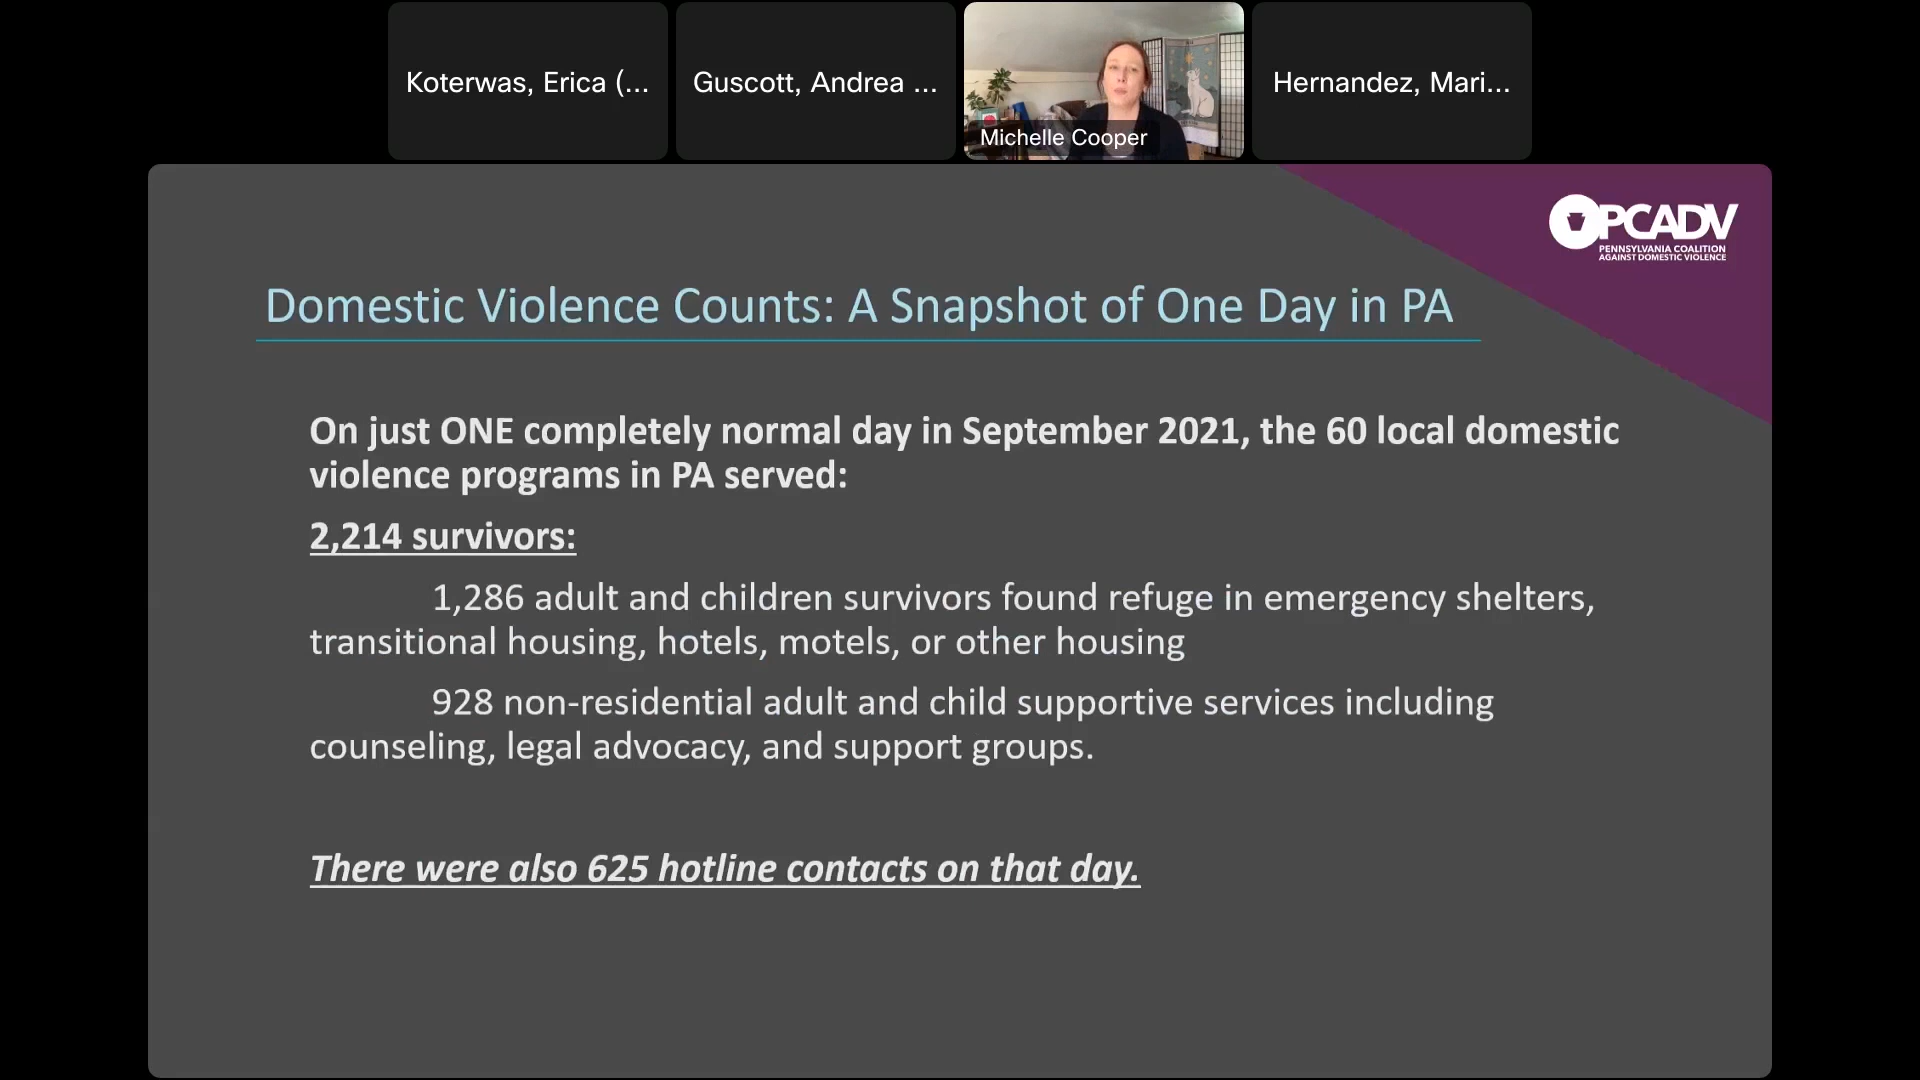 Koterwas, Erica (...
Guscott, Andrea ...
Michelle Cooper
Hernandez, Mari...
PCADV
PENNSYLVANIA COALITION
AGAINST DOMESTIC VIOLENCE
Domestic Violence Counts: A Snapshot of One Day in PA
On just ONE completely normal day in September 2021, the 60 local domestic
violence programs in PA served:
2,214 survivors:
1,286 adult and children survivors found refuge in emergency shelters,
transitional housing, hotels, motels, or other housing
928 non-residential adult and child supportive services including
counseling, legal advocacy, and support groups.
There were also 625 hotline contacts on that day.